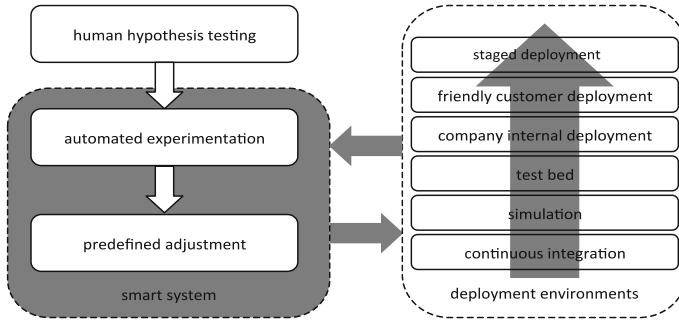 human hypothesis testing
automated experimentation
predefined adjustment
smart system
staged deployment
friendly customer deployment
company internal deployment
test bed
simulation
continuous integration
deployment environments